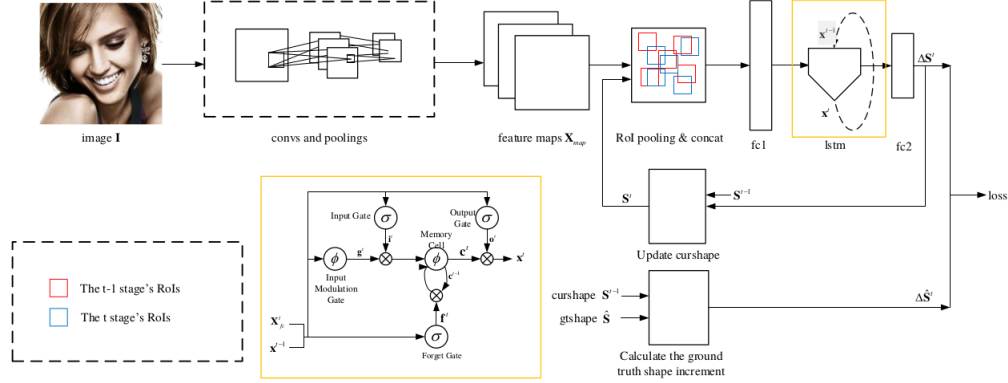 image I
convs and poolings
feature maps X_map
RoI pooling & concat
fc1
x^{t-1}
x^t
lstm
fc2
ΔS^t
S^t
S^{t-1}
Update curshape
loss
Input Gate
σ
i^t
Output Gate
σ
o^t
Memory Cell
ϕ
Input Modulation Gate
g^t
ϕ
c^t
c^{t-1}
x^t
f^t
σ
Forget Gate
X^t_fc
x^{t-1}
The t-1 stage's RoIs
The t stage's RoIs
curshape S^{t-1}
gtshape Ŝ
ΔŜ^t
Calculate the ground
truth shape increment